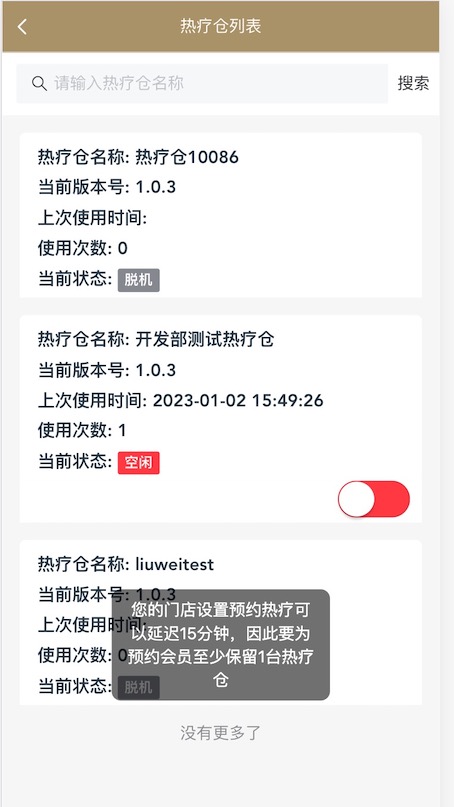 热疗仓列表
请输入热疗仓名称 搜索
热疗仓名称: 热疗仓10086
当前版本号: 1.0.3
上次使用时间:
使用次数: 0
当前状态: 脱机
热疗仓名称: 开发部测试热疗仓
当前版本号: 1.0.3
上次使用时间: 2023-01-02 15:49:26
使用次数: 1
当前状态: 空闲
热疗仓名称: liuweitest
当前版本号: 1.0.3
上次使用时间:
使用次数: 0
当前状态: 脱机
您的门店设置预约热疗可
以延迟15分钟，因此要为
预约会员至少保留1台热疗
仓
没有更多了